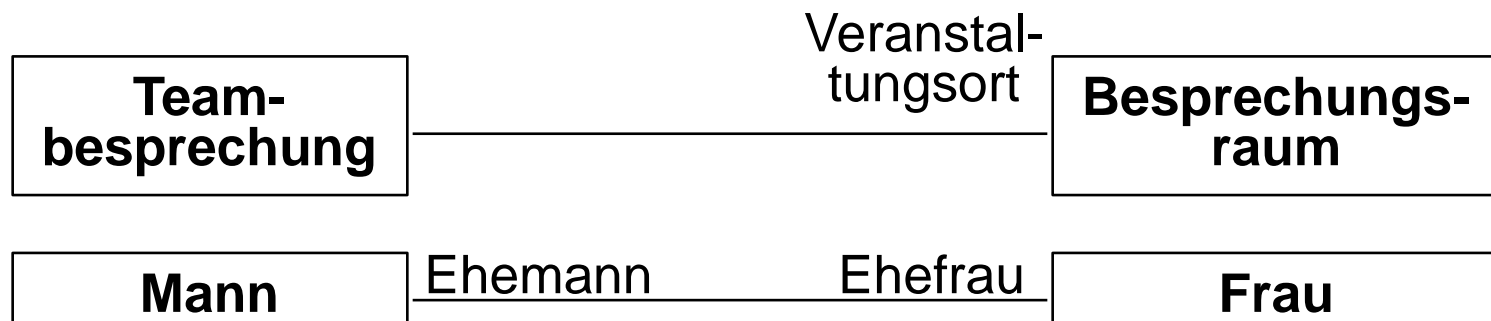 Veranstal-
tungsort
Team-
besprechung
Besprechungs-
raum
Mann
Ehemann
Ehefrau
Frau